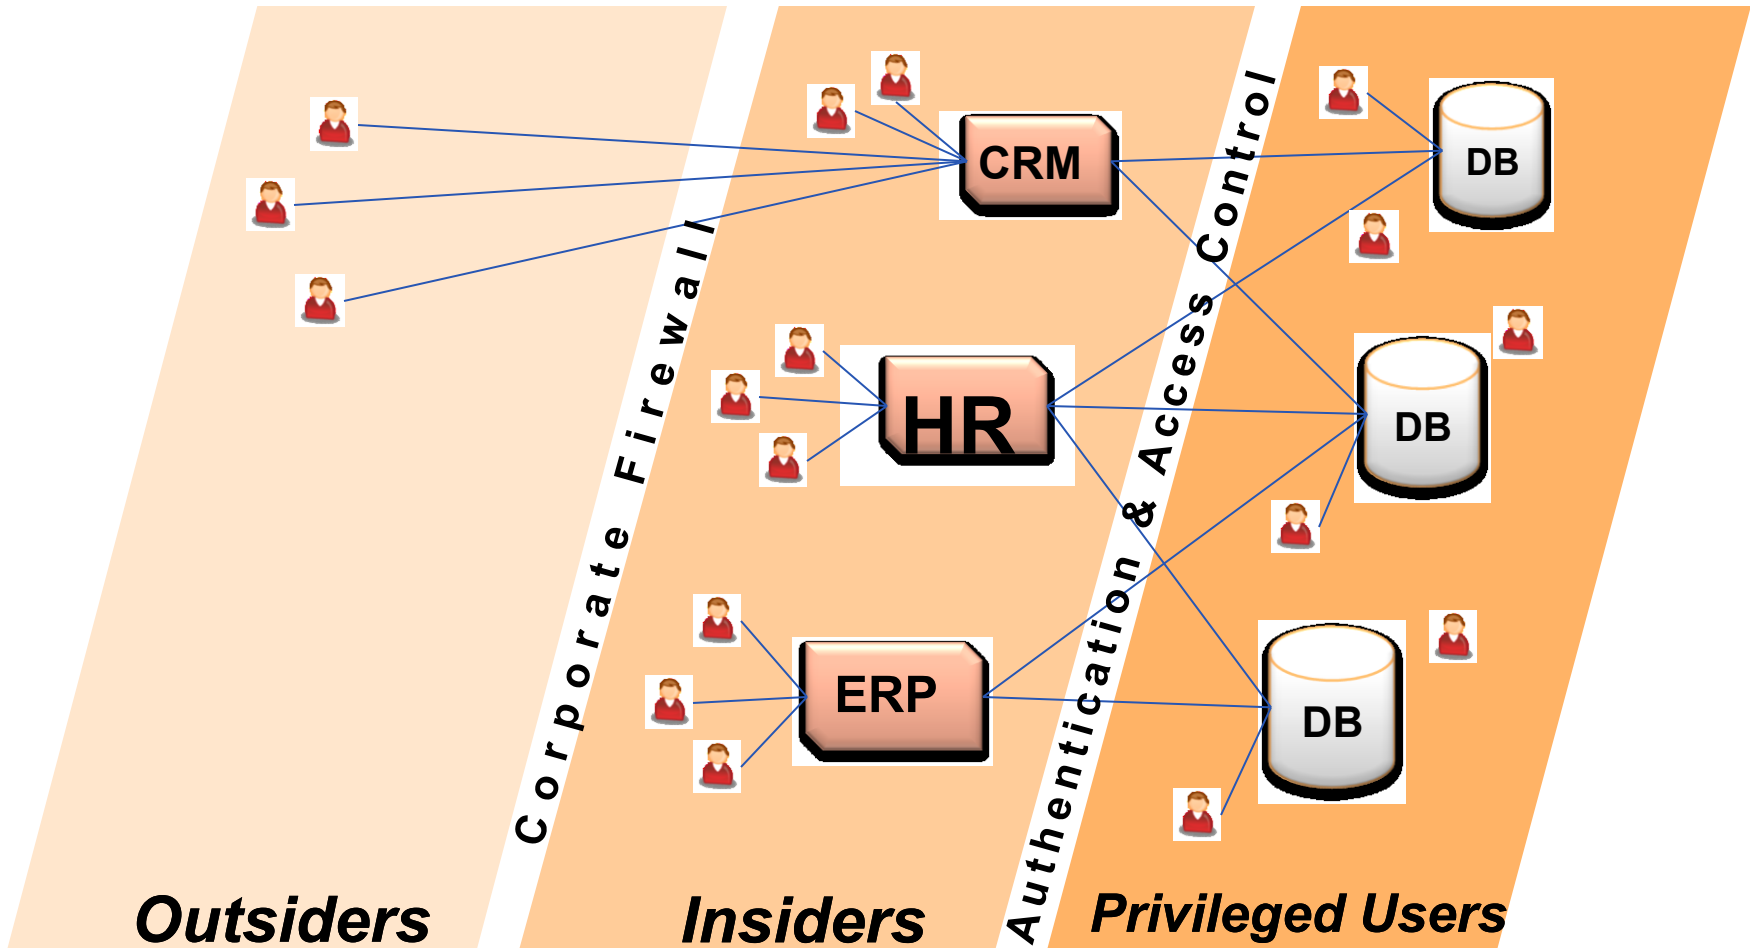 CRM
DB
HR
DB
ERP
DB
Corporate Firewall
Authentication & Access Control
Outsiders
Insiders
Privileged Users